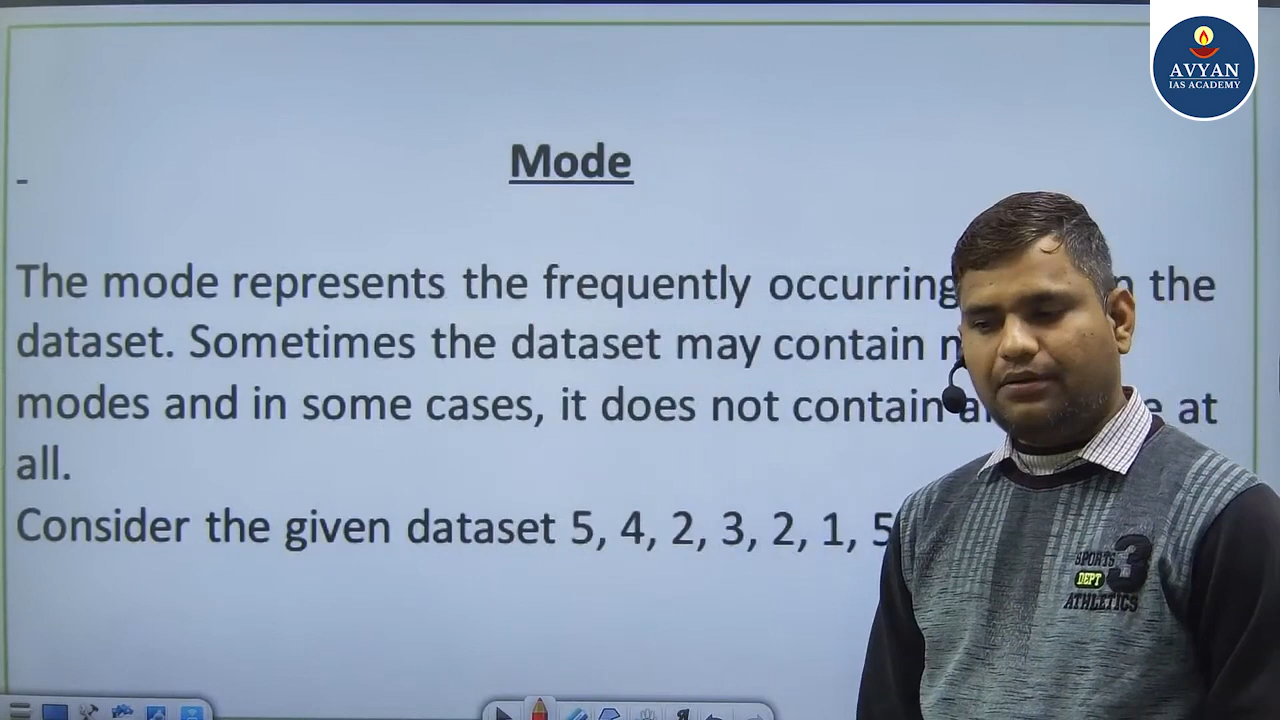 AVYAN
IAS ACADEMY
Mode
-
The mode represents the frequently occurring the
dataset. Sometimes the dataset may contain
modes and in some cases, it does not contain at
all.
Consider the given dataset 5, 4, 2, 3, 2, 1, 5
SPORTS 3
DEPT
ATHLETICS